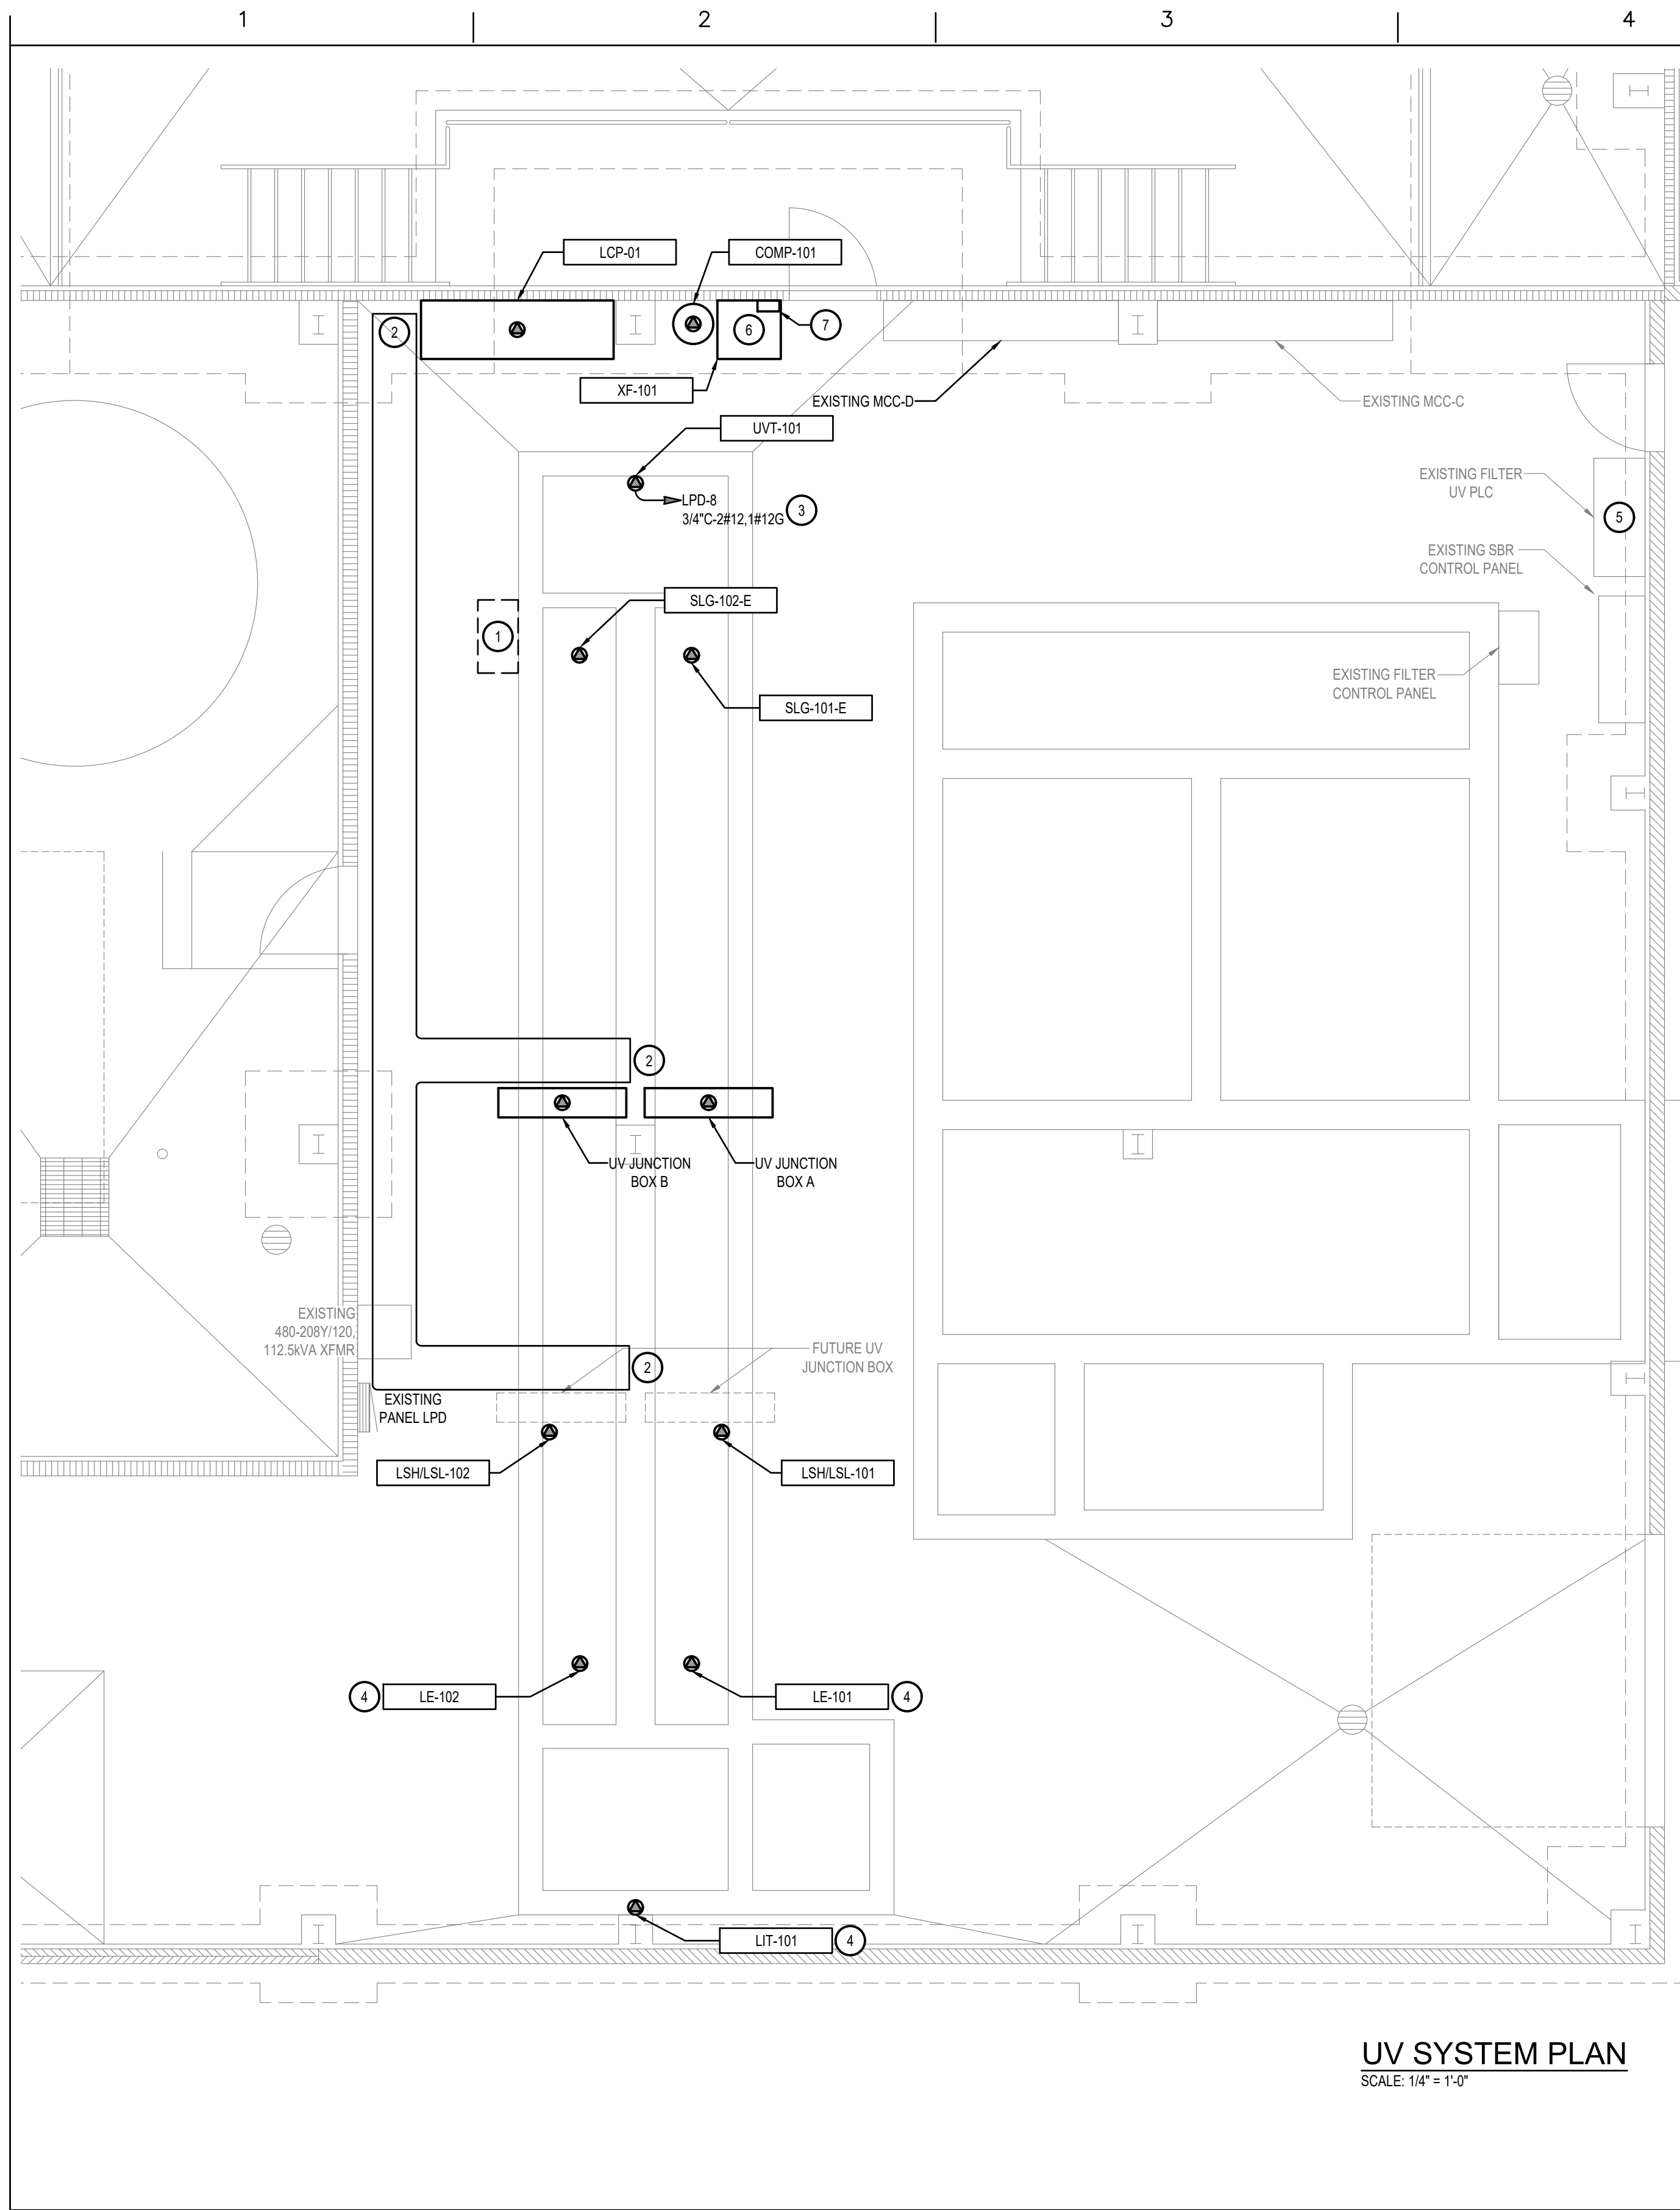 1
2
3
4
LCP-01
COMP-101
2
6
7
XF-101
EXISTING MCC-D
EXISTING MCC-C
UVT-101
LPD-8
3/4"C-2#12,1#12G
3
EXISTING FILTER
UV PLC
5
EXISTING SBR
CONTROL PANEL
SLG-102-E
1
EXISTING FILTER
CONTROL PANEL
SLG-101-E
2
UV JUNCTION
BOX B
UV JUNCTION
BOX A
EXISTING
480-208Y/120,
112.5kVA XFMR
FUTURE UV
JUNCTION BOX
2
EXISTING
PANEL LPD
LSH/LSL-102
LSH/LSL-101
4
LE-102
LE-101
4
LIT-101
4
UV SYSTEM PLAN
SCALE: 1/4" = 1'-0"